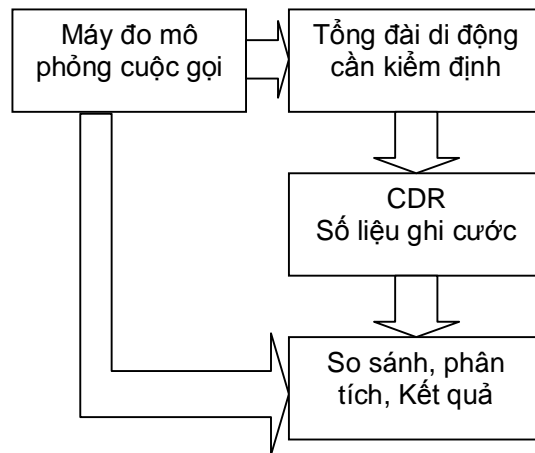 Máy đo mô
phỏng cuộc gọi
Tổng đài di động
cần kiểm định
CDR
Số liệu ghi cước
So sánh, phân
tích, Kết quả